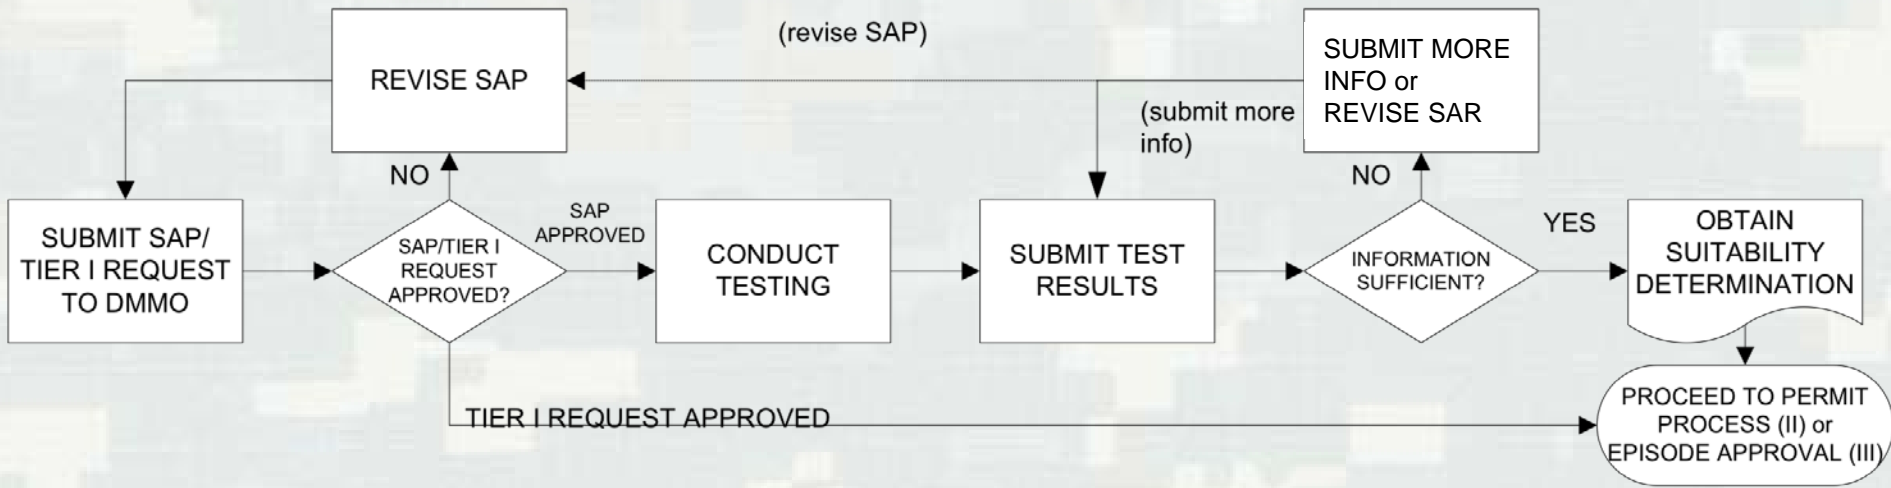 (revise SAP)
REVISE SAP
SUBMIT MORE
INFO or
REVISE SAR
(submit more
info)
NO
NO
SUBMIT SAP/
TIER I REQUEST
TO DMMO
SAP/TIER I
REQUEST
APPROVED?
SAP
APPROVED
CONDUCT
TESTING
SUBMIT TEST
RESULTS
INFORMATION
SUFFICIENT?
YES
OBTAIN
SUITABILITY
DETERMINATION
TIER I REQUEST APPROVED
PROCEED TO PERMIT
PROCESS (II) or
EPISODE APPROVAL (III)